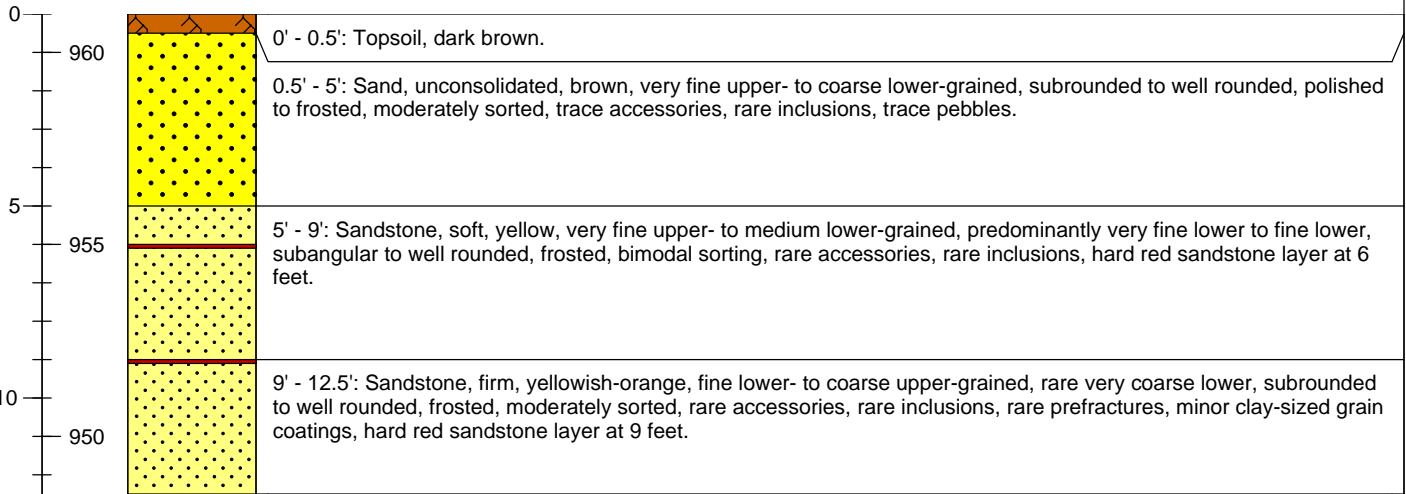 0
960
0' - 0.5': Topsoil, dark brown.
0.5' - 5': Sand, unconsolidated, brown, very fine upper- to coarse lower-grained, subrounded to well rounded, polished
to frosted, moderately sorted, trace accessories, rare inclusions, trace pebbles.
5
955
5' - 9': Sandstone, soft, yellow, very fine upper- to medium lower-grained, predominantly very fine lower to fine lower,
subangular to well rounded, frosted, bimodal sorting, rare accessories, rare inclusions, hard red sandstone layer at 6
feet.
10
950
9' - 12.5': Sandstone, firm, yellowish-orange, fine lower- to coarse upper-grained, rare very coarse lower, subrounded
to well rounded, frosted, moderately sorted, rare accessories, rare inclusions, rare prefractures, minor clay-sized grain
coatings, hard red sandstone layer at 9 feet.